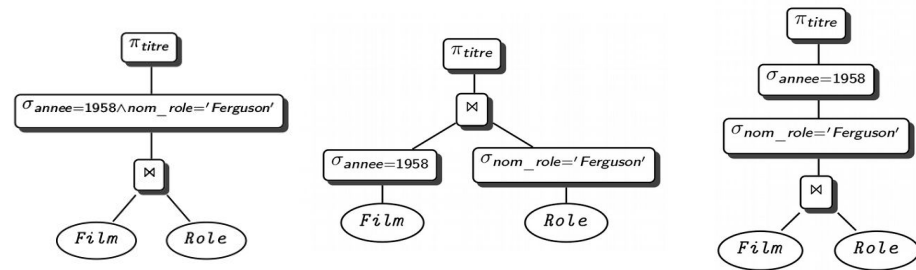 π titre
σ annee=1958∧nom_role='Ferguson'
⋈
Film Role
π titre
⋈
σ annee=1958 σ nom_role='Ferguson'
Film Role
π titre
σ annee=1958
σ nom_role='Ferguson'
⋈
Film Role